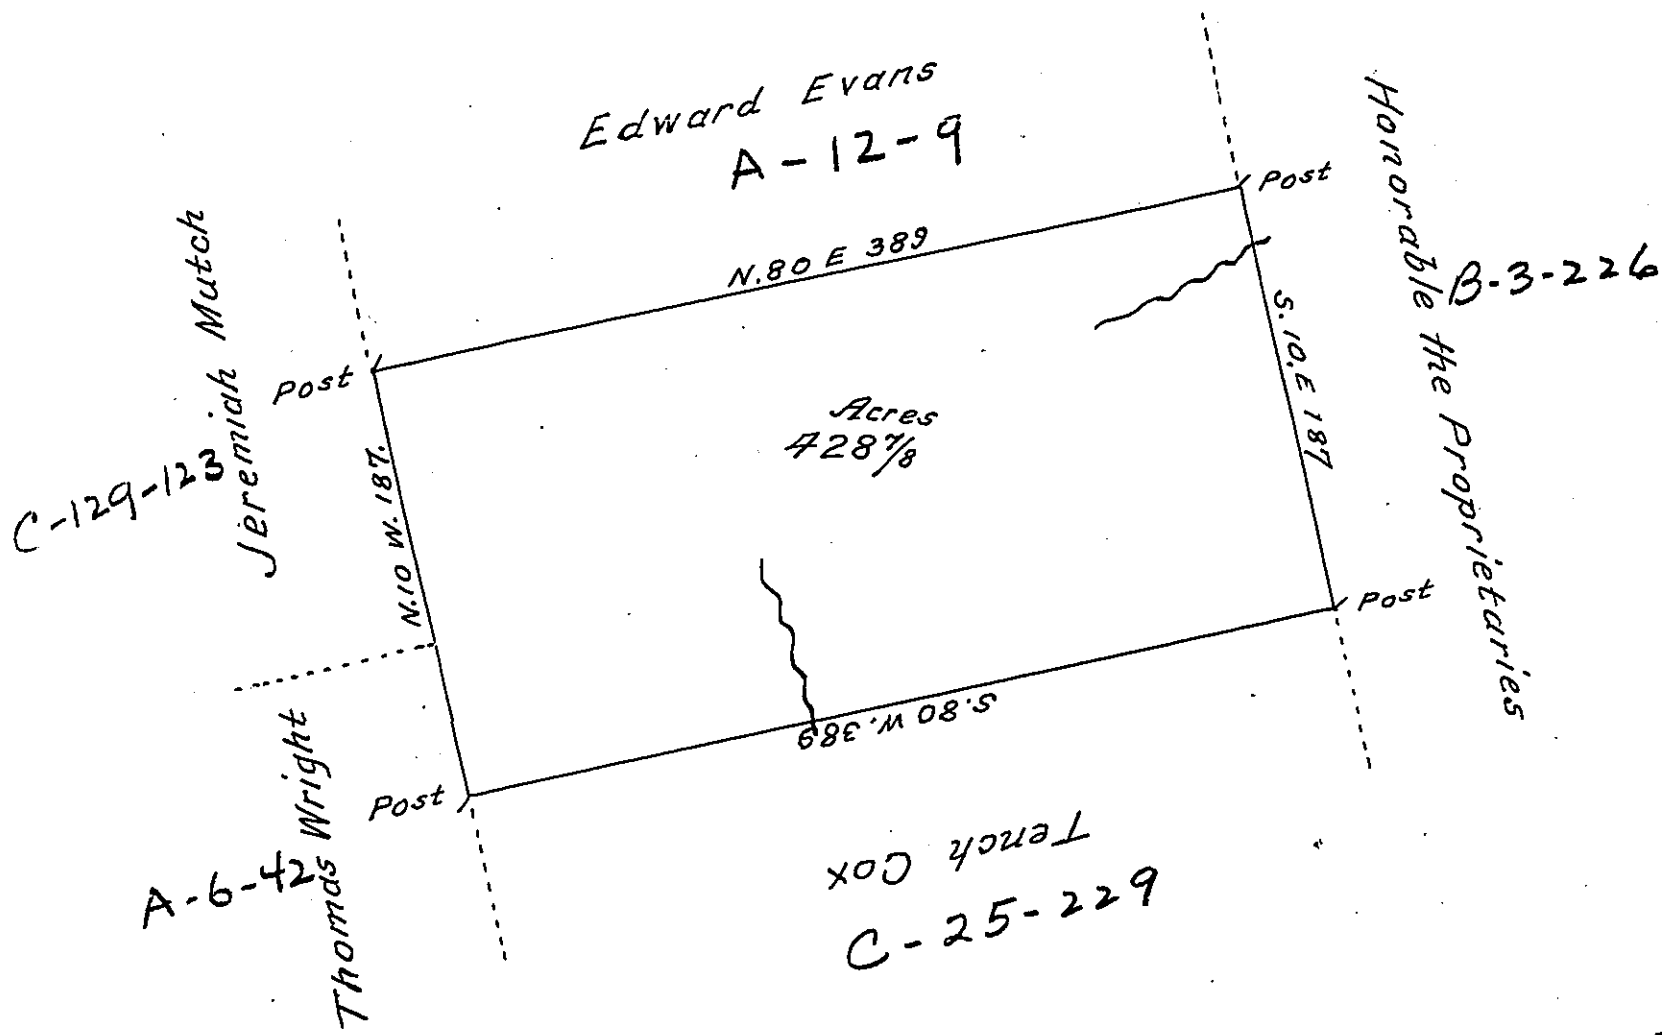 Edward Evans
A-12-9
Post
Honorable the Proprietaries
B-3-226
N.80 E 389
Jeremiah Mutch
C-129-123
Post
S.10.E 187
Acres
428 7/8
N.10 W. 187.
Post
S.80 W. 389
Post
Thomas Wright
A-6-42
Tench Cox
C-25-229